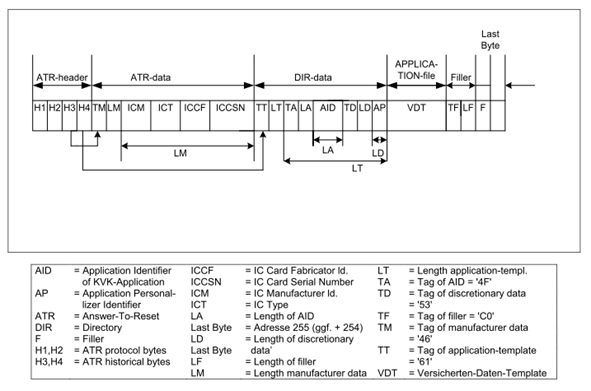 Last
Byte
APPLICA-
TION-file
ATR-header ATR-data DIR-data Filler
H1 H2 H3 H4 TM LM ICM ICT ICCF ICCSN TT LT TA LA AID TD LD AP VDT TF LF F
LA LD
LM
LT
AID = Application Identifier ICCF = IC Card Fabricator Id. LT = Length application-templ.
of KVK-Application ICCSN = IC Card Serial Number TA = Tag of AID = '4F'
AP = Application Personal- ICM = IC Manufacturer Id. TD = Tag of discretionary data
lizer Identifier ICT = IC Type = '53'
ATR = Answer-To-Reset LA = Length of AID TF = Tag of filler = 'C0'
DIR = Directory Last Byte = Adresse 255 (ggf. + 254) TM = Tag of manufacturer data
F = Filler LD = Length of discretionary = '46'
H1,H2 = ATR protocol bytes Last Byte data' TT = Tag of application-template
H3,H4 = ATR historical bytes LF = Length of filler = '61'
LM = Length manufacturer data VDT = Versicherten-Daten-Template